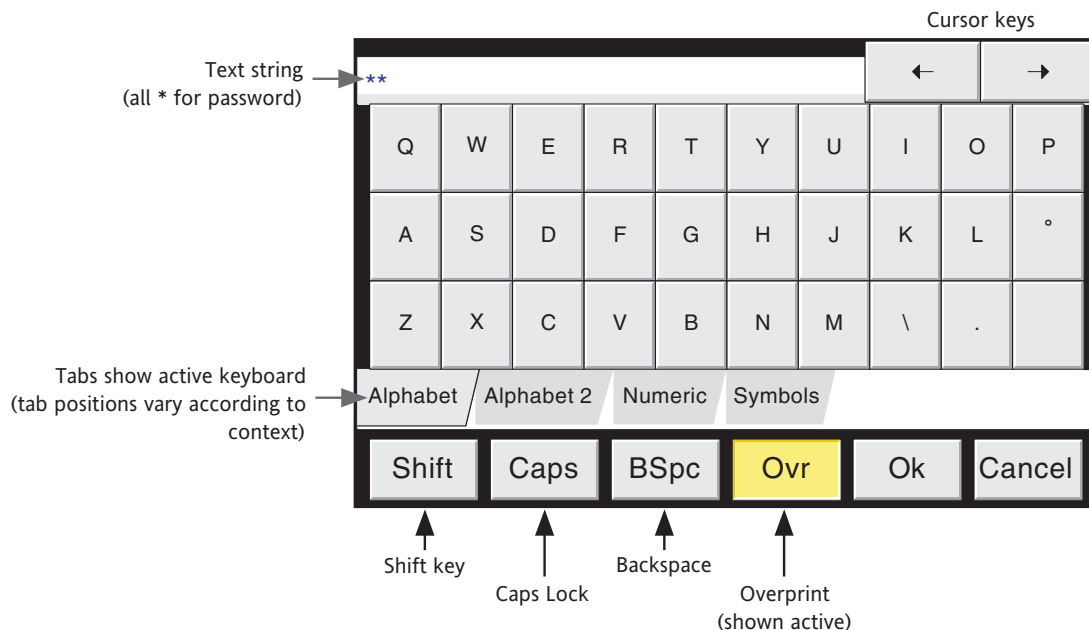 Cursor keys
Text string
(all * for password)
**
← →
Q W E R T Y U I O P
A S D F G H J K L °
Z X C V B N M \ .
Tabs show active keyboard
(tab positions vary according to
context)
Alphabet Alphabet 2 Numeric Symbols
Shift Caps BSpc Ovr Ok Cancel
Shift key
Caps Lock
Backspace
Overprint
(shown active)